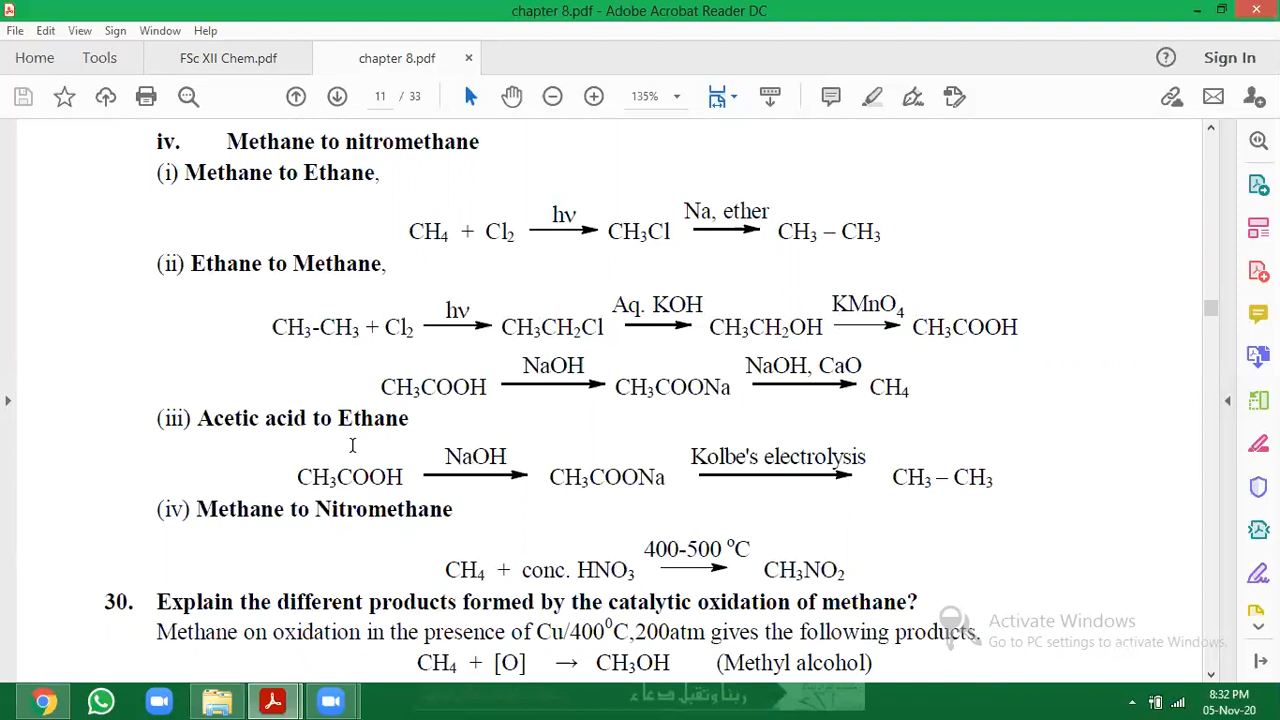 chapter 8.pdf - Adobe Acrobat Reader DC
File Edit View Sign Window Help
Home Tools FSc XII Chem.pdf chapter 8.pdf × Sign In
11 / 33 135%
iv. Methane to nitromethane
(i) Methane to Ethane,
hν Na, ether
CH₄ + Cl₂ → CH₃Cl → CH₃ – CH₃
(ii) Ethane to Methane,
hν Aq. KOH KMnO₄
CH₃-CH₃ + Cl₂ → CH₃CH₂Cl → CH₃CH₂OH → CH₃COOH
NaOH NaOH, CaO
CH₃COOH → CH₃COONa → CH₄
(iii) Acetic acid to Ethane
NaOH Kolbe's electrolysis
CH₃COOH → CH₃COONa → CH₃ – CH₃
(iv) Methane to Nitromethane
400-500 °C
CH₄ + conc. HNO₃ → CH₃NO₂
30. Explain the different products formed by the catalytic oxidation of methane?
Methane on oxidation in the presence of Cu/400⁰C,200atm gives the following products.
CH₄ + [O] → CH₃OH (Methyl alcohol)
Activate Windows
Go to PC settings to activate Windows.
ربنا وتقبل دعاء
8:32 PM
05-Nov-20